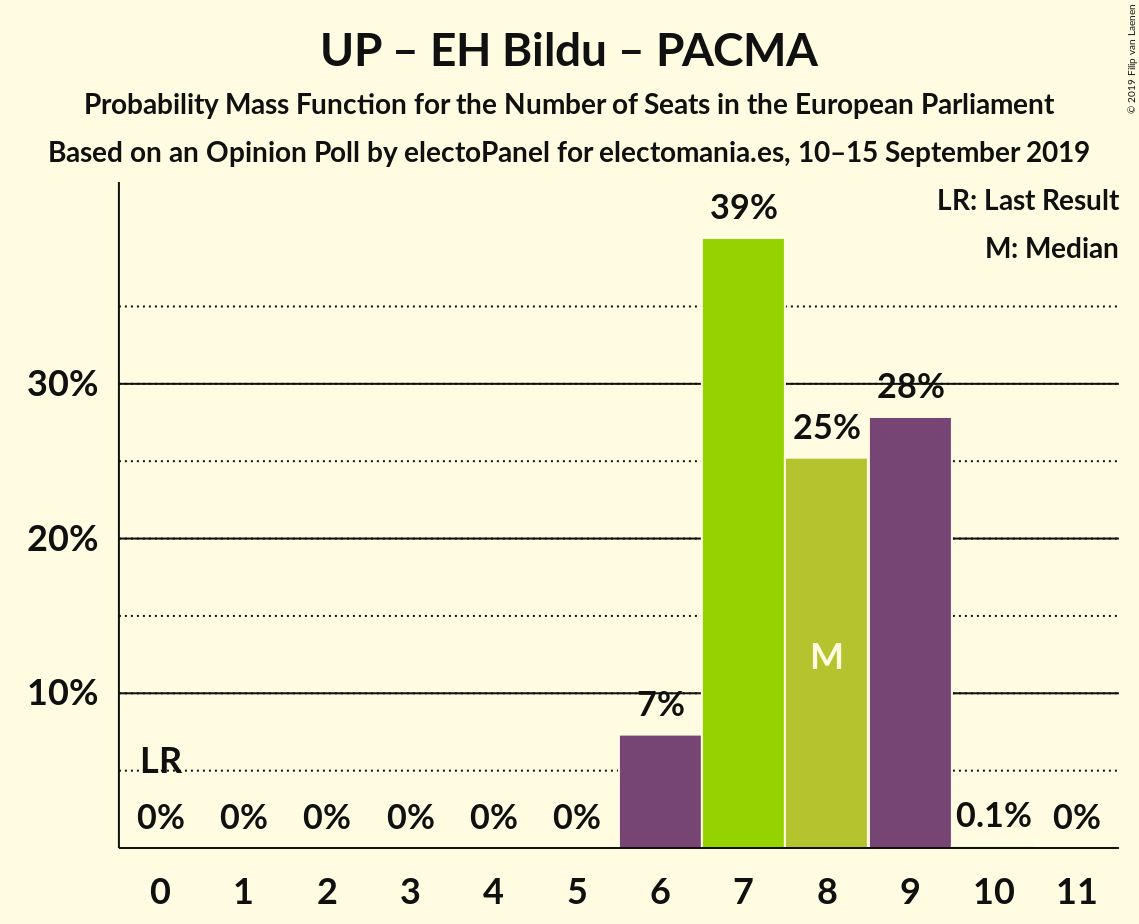 UP – EH Bildu – PACMA
Probability Mass Function for the Number of Seats in the European Parliament
Based on an Opinion Poll by electoPanel for electomania.es, 10–15 September 2019
© 2019 Filip van Laenen
LR: Last Result
M: Median
39%
30%
28%
25%
20%
M
10%
7%
LR
0% 0% 0% 0% 0% 0% 0.1% 0%
0 1 2 3 4 5 6 7 8 9 10 11